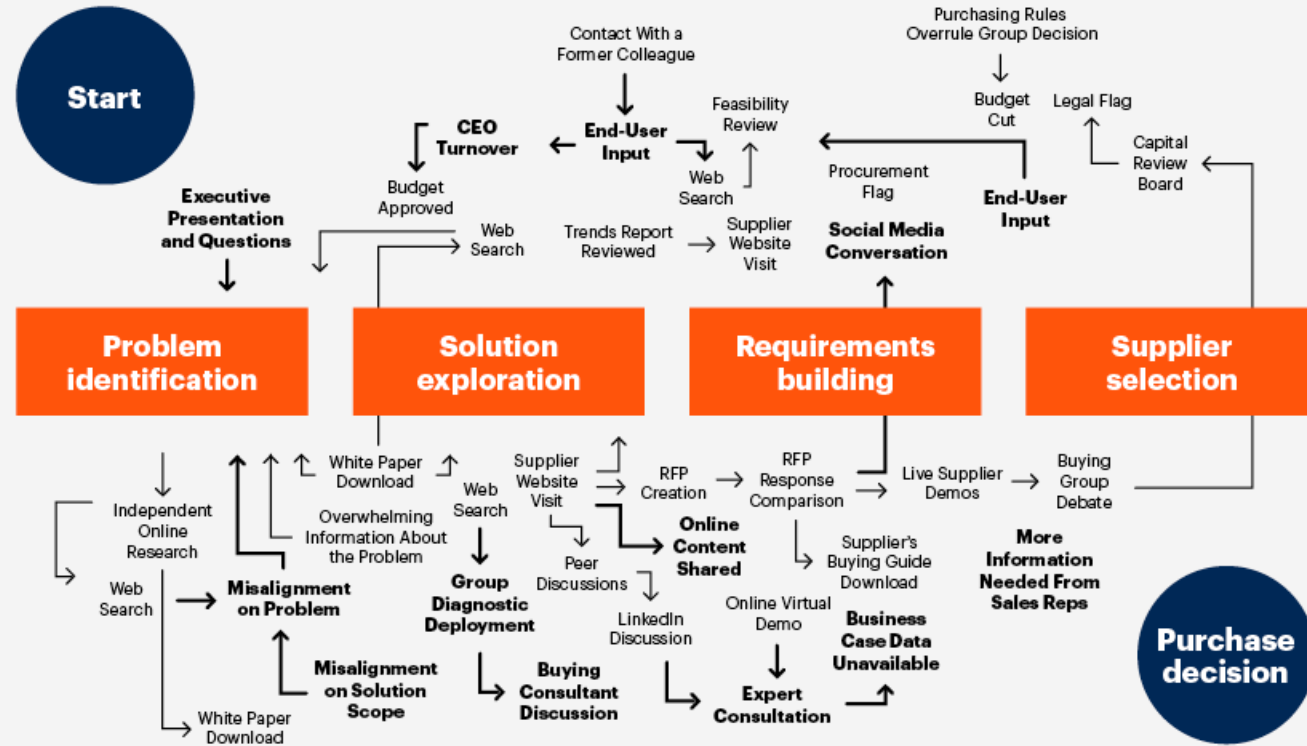 Start
Contact With a
Former Colleague
Purchasing Rules
Overrule Group Decision
Feasibility
Review
Budget
Cut
Legal Flag
CEO
Turnover
End-User
Input
Capital
Review
Board
Budget
Approved
Web
Search
Procurement
Flag
End-User
Input
Executive
Presentation
and Questions
Web
Search
Trends Report
Reviewed
Supplier
Website
Visit
Social Media
Conversation
Problem
identification
Solution
exploration
Requirements
building
Supplier
selection
White Paper
Download
Supplier
Website
Visit
RFP
Creation
RFP
Response
Comparison
Live Supplier
Demos
Buying
Group
Debate
Independent
Online
Research
Overwhelming
Information About
the Problem
Web
Search
Online
Content
Shared
Supplier's
Buying Guide
Download
More
Information
Needed From
Sales Reps
Web
Search
Misalignment
on Problem
Group
Diagnostic
Deployment
Peer
Discussions
LinkedIn
Discussion
Online Virtual
Demo
Business
Case Data
Unavailable
Purchase
decision
Misalignment
on Solution
Scope
Buying
Consultant
Discussion
Expert
Consultation
White Paper
Download